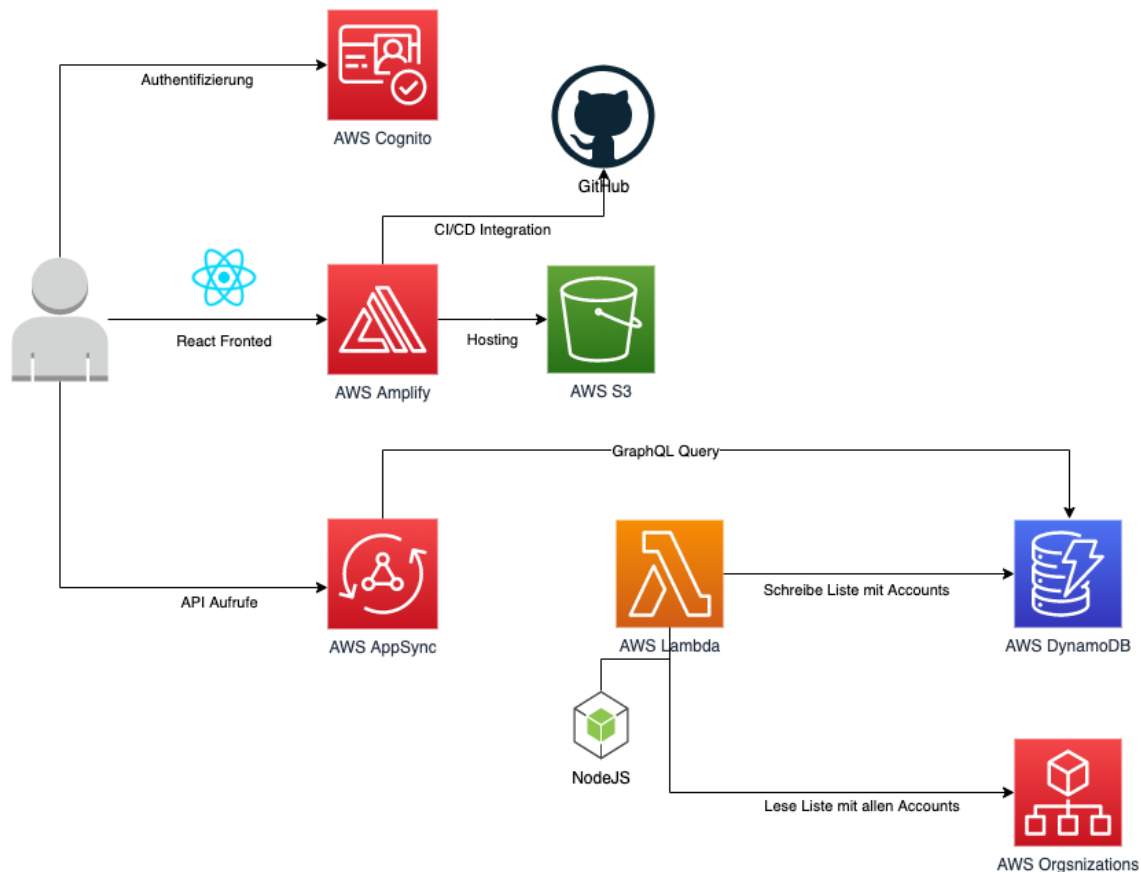 Authentifizierung
AWS Cognito
GitHub
CI/CD Integration
React Fronted
Hosting
AWS Amplify
AWS S3
GraphQL Query
API Aufrufe
Schreibe Liste mit Accounts
AWS AppSync
AWS Lambda
AWS DynamoDB
NodeJS
Lese Liste mit allen Accounts
AWS Orgsnizations